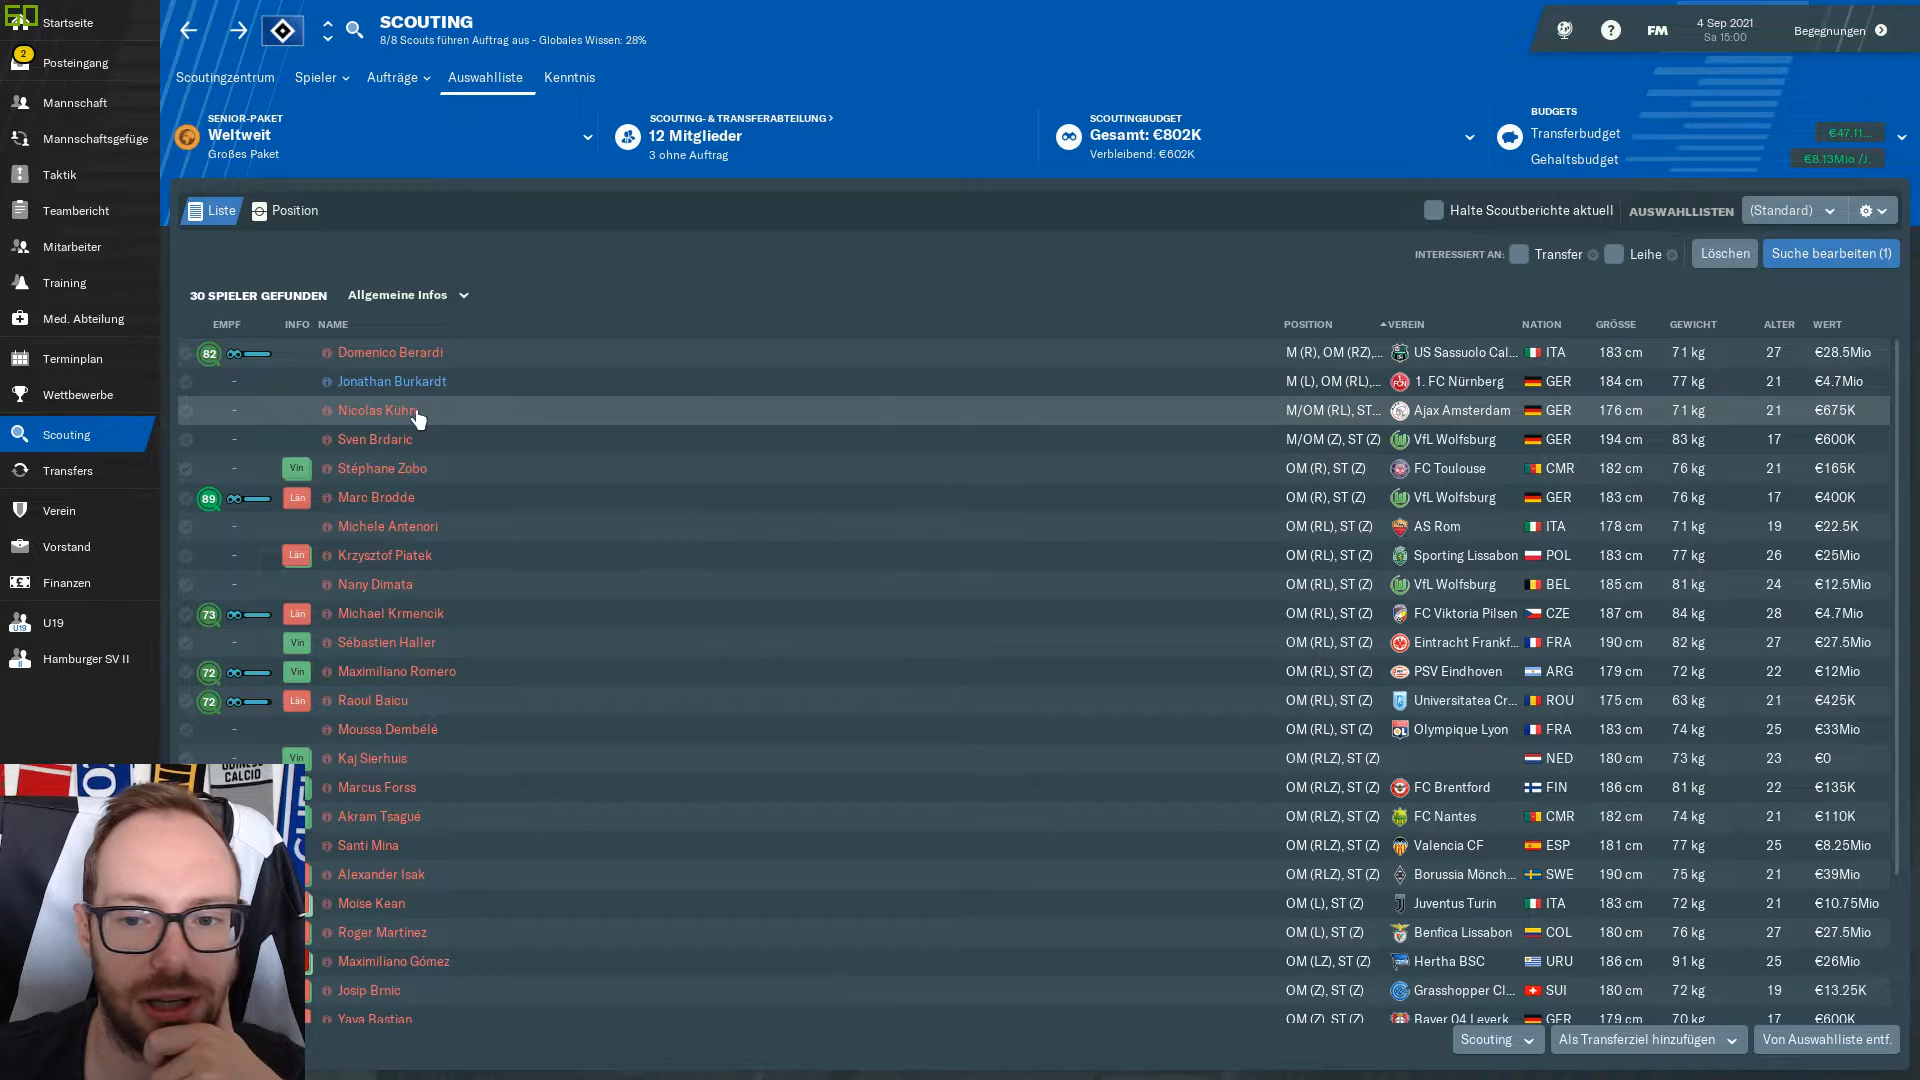 60
Startseite
2
Posteingang
Mannschaft
Mannschaftsgefüge
Taktik
Teambericht
Mitarbeiter
Training
Med. Abteilung
Terminplan
Wettbewerbe
Scouting
Transfers
Verein
Vorstand
Finanzen
U19
U19
Hamburger SV II
SCOUTING
8/8 Scouts führen Auftrag aus - Globales Wissen: 28%
FM
4 Sep 2021
Sa 15:00
Begegnungen
Scoutingzentrum Spieler Aufträge Auswahlliste Kenntnis
SENIOR-PAKET
Weltweit
Großes Paket
SCOUTING- & TRANSFERABTEILUNG >
12 Mitglieder
3 ohne Auftrag
SCOUTINGBUDGET
Gesamt: €802K
Verbleibend: €602K
BUDGETS
Transferbudget €47.11...
Gehaltsbudget €8.13Mio /J.
Liste Position Halte Scoutberichte aktuell AUSWAHLLISTEN (Standard)
INTERESSIERT AN: Transfer Leihe Löschen Suche bearbeiten (1)
30 SPIELER GEFUNDEN Allgemeine Infos
EMPF INFO NAME POSITION VEREIN NATION GRÖSSE GEWICHT ALTER WERT
82 Domenico Berardi M (R), OM (RZ),... US Sassuolo Cal... ITA 183 cm 71 kg 27 €28.5Mio
- Jonathan Burkardt M (L), OM (RL),... 1. FC Nürnberg GER 184 cm 77 kg 21 €4.7Mio
- Nicolas Kühn M/OM (RL), ST... Ajax Amsterdam GER 176 cm 71 kg 21 €675K
- Sven Brdaric M/OM (Z), ST (Z) VfL Wolfsburg GER 194 cm 83 kg 17 €600K
- Vin Stéphane Zobo OM (R), ST (Z) FC Toulouse CMR 182 cm 76 kg 21 €165K
89 Län Marc Brodde OM (R), ST (Z) VfL Wolfsburg GER 183 cm 76 kg 17 €400K
- Michele Antenori OM (RL), ST (Z) AS Rom ITA 178 cm 71 kg 19 €22.5K
- Län Krzysztof Piatek OM (RL), ST (Z) Sporting Lissabon POL 183 cm 77 kg 26 €25Mio
- Nany Dimata OM (RL), ST (Z) VfL Wolfsburg BEL 185 cm 81 kg 24 €12.5Mio
73 Län Michael Krmencik OM (RL), ST (Z) FC Viktoria Pilsen CZE 187 cm 84 kg 28 €4.7Mio
- Vin Sébastien Haller OM (RL), ST (Z) Eintracht Frankf... FRA 190 cm 82 kg 27 €27.5Mio
72 Vin Maximiliano Romero OM (RL), ST (Z) PSV Eindhoven ARG 179 cm 72 kg 22 €12Mio
72 Län Raoul Baicu OM (RL), ST (Z) Universitatea Cr... ROU 175 cm 63 kg 21 €425K
- Moussa Dembélé OM (RL), ST (Z) Olympique Lyon FRA 183 cm 74 kg 25 €33Mio
- Vin Kaj Sierhuis OM (RLZ), ST (Z) NED 180 cm 73 kg 23 €0
Marcus Forss OM (RLZ), ST (Z) FC Brentford FIN 186 cm 81 kg 22 €135K
Akram Tsagué OM (RLZ), ST (Z) FC Nantes CMR 182 cm 74 kg 21 €110K
Santi Mina OM (RLZ), ST (Z) Valencia CF ESP 181 cm 77 kg 25 €8.25Mio
Alexander Isak OM (RLZ), ST (Z) Borussia Mönch... SWE 190 cm 75 kg 21 €39Mio
Moise Kean OM (L), ST (Z) Juventus Turin ITA 183 cm 72 kg 21 €10.75Mio
Roger Martínez OM (L), ST (Z) Benfica Lissabon COL 180 cm 76 kg 27 €27.5Mio
Maximiliano Gómez OM (LZ), ST (Z) Hertha BSC URU 186 cm 91 kg 25 €26Mio
Josip Brnic OM (Z), ST (Z) Grasshopper Cl... SUI 180 cm 72 kg 19 €13.25K
Yaya Bastian OM (Z), ST (Z) Bayer 04 Leverk GER 179 cm 70 kg 17 €600K
Scouting Als Transferziel hinzufügen Von Auswahlliste entf.
CALCIO